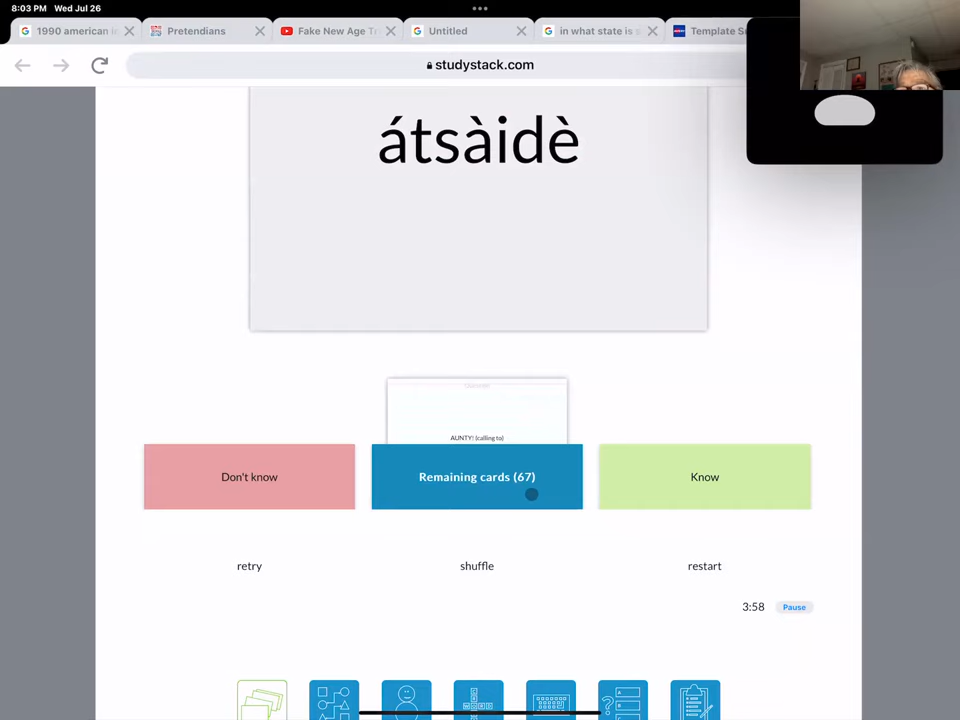 8:03 PM Wed Jul 26
1990 american i
Pretendians
Fake New Age Tr
Untitled
in what state is s
Template S
studystack.com
átsàidè
AUNTY! (calling to)
Don't know
Remaining cards (67)
Know
retry
shuffle
restart
3:58
Pause